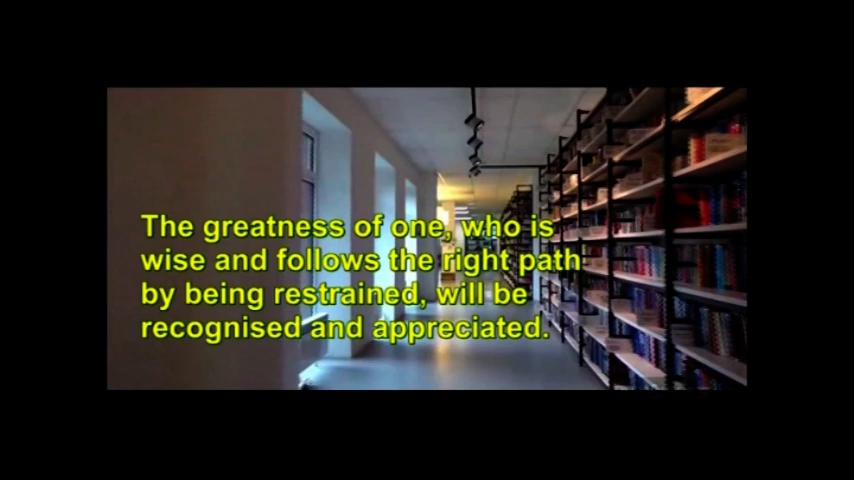 The greatness of one, who is
wise and follows the right path
by being restrained, will be
recognised and appreciated.